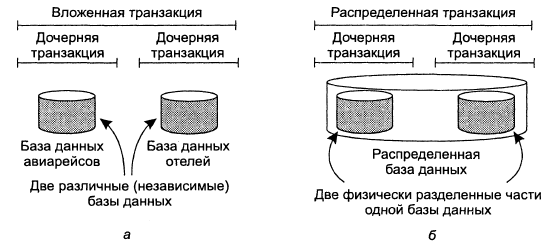 Вложенная транзакция
Дочерняя
транзакция
Дочерняя
транзакция
База данных
авиарейсов
База данных
отелей
Две различные (независимые)
базы данных
а
Распределенная транзакция
Дочерняя
транзакция
Дочерняя
транзакция
Распределенная
база данных
Две физически разделенные части
одной базы данных
б